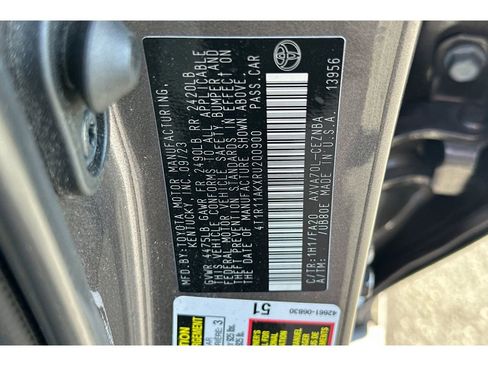 MFD. BY:TOYOTA MOTOR MANUFACTURING,
KENTUCKY, INC. 09/23
GVWR 4475LB GAWR FR 2490LB RR 2420LB
THIS VEHICLE CONFORMS TO ALL APPLICABLE
FEDERAL MOTOR VEHICLE SAFETY, BUMPER AND
THEFT PREVENTION STANDARDS IN EFFECT ON
THE DATE OF MANUFACTURE SHOWN ABOVE.
4T1R11AKXRU200900 PASS.CAR
C/TR:1H1/FA20 AXVA70L-CEZNBA
A/TM: /UB80E MADE IN U.S.A. 13956
51
42661-06830